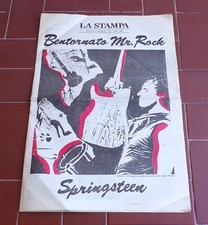 LA STAMPA
Bentornato Mr. Rock
Springsteen